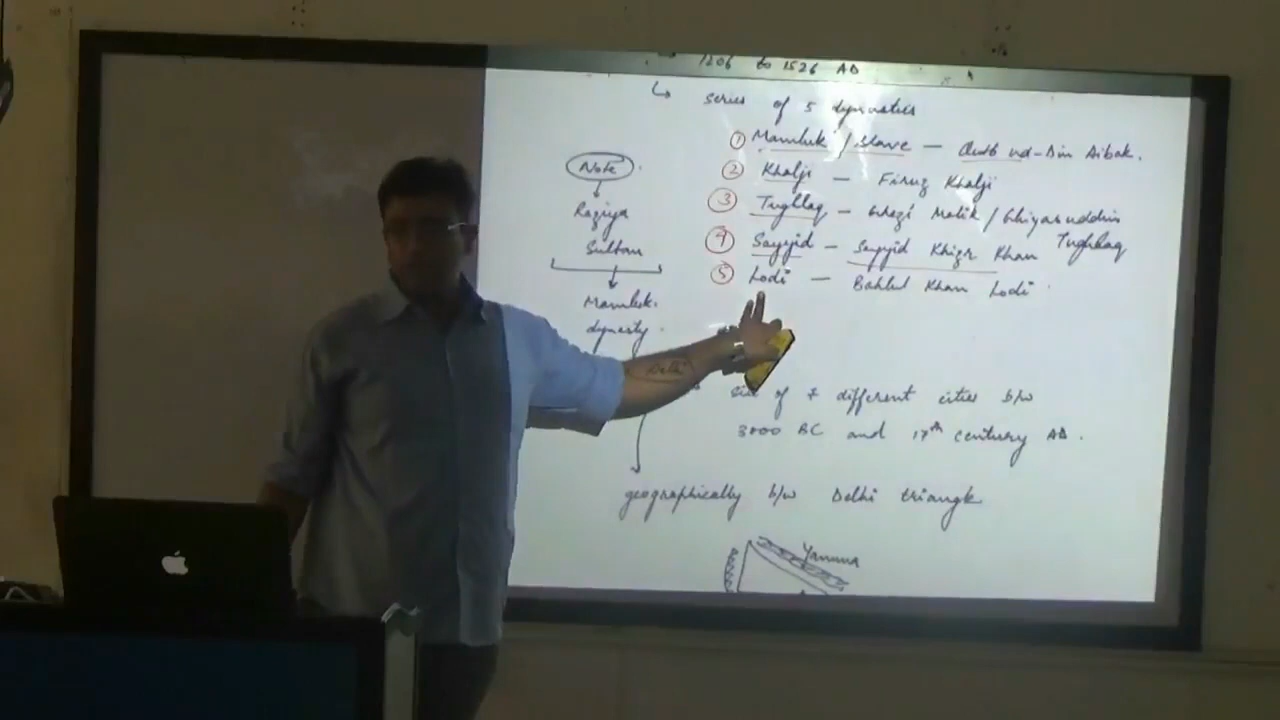 1206 to 1526 AD
↳ series of 5 dynasties
① Mamluk / Slave — Qutb ud-Din Aibak.
② Khalji — Firuz Khalji
③ Tughlaq — Ghazi Malik / Ghiyasuddin Tughlaq
④ Sayyid — Sayyid Khizr Khan
⑤ Lodi — Bahlul Khan Lodi
Note
Raziya
Sultan
Mamluk
dynasty
Delhi
of 7 different cities b/w
3000 BC and 17th century AD.
geographically b/w Delhi triangle
Yamuna